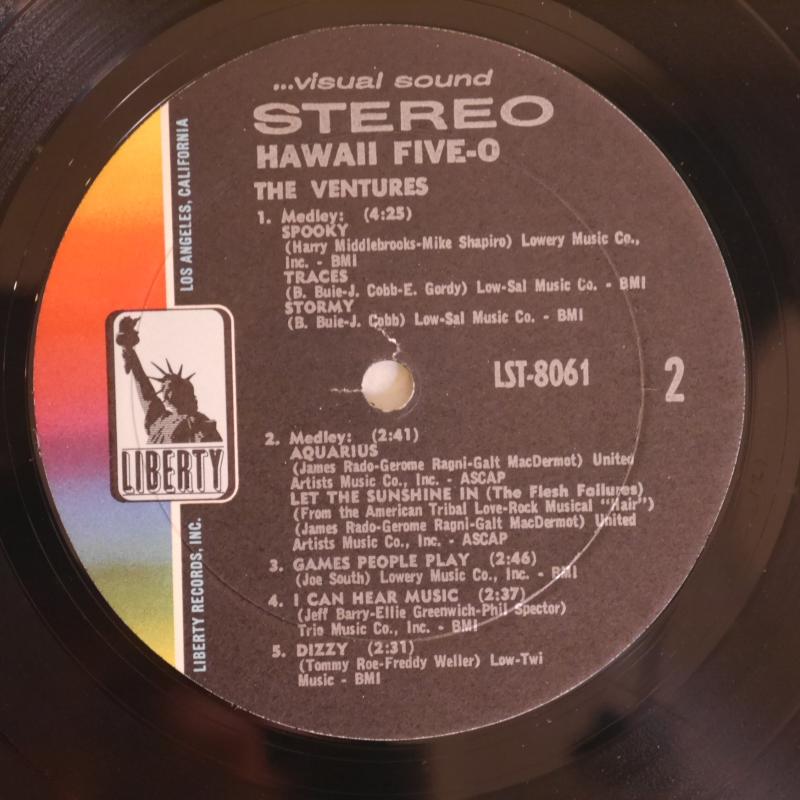 ...visual sound
STEREO
HAWAII FIVE-O
THE VENTURES
1. Medley: (4:25)
SPOOKY
(Harry Middlebrooks-Mike Shapiro) Lowery Music Co.,
Inc. - BMI
TRACES
(B. Buie-J. Cobb-E. Gordy) Low-Sal Music Co. - BMI
STORMY
(B. Buie-J. Cobb) Low-Sal Music Co. - BMI
LST-8061
2
2. Medley: (2:41)
AQUARIUS
(James Rado-Gerome Ragni-Galt MacDermot) United
Artists Music Co., Inc. - ASCAP
LET THE SUNSHINE IN (The Flesh Failures)
(From the American Tribal Love-Rock Musical "Hair")
(James Rado-Gerome Ragni-Galt MacDermot) United
Artists Music Co., Inc. - ASCAP
3. GAMES PEOPLE PLAY (2:46)
(Joe South) Lowery Music Co., Inc. - BMI
4. I CAN HEAR MUSIC (2:37)
(Jeff Barry-Ellie Greenwich-Phil Spector)
Trio Music Co., Inc. - BMI
5. DIZZY (2:31)
(Tommy Roe-Freddy Weller) Low-Twi
Music - BMI
LIBERTY
LIBERTY RECORDS, INC.
LOS ANGELES, CALIFORNIA